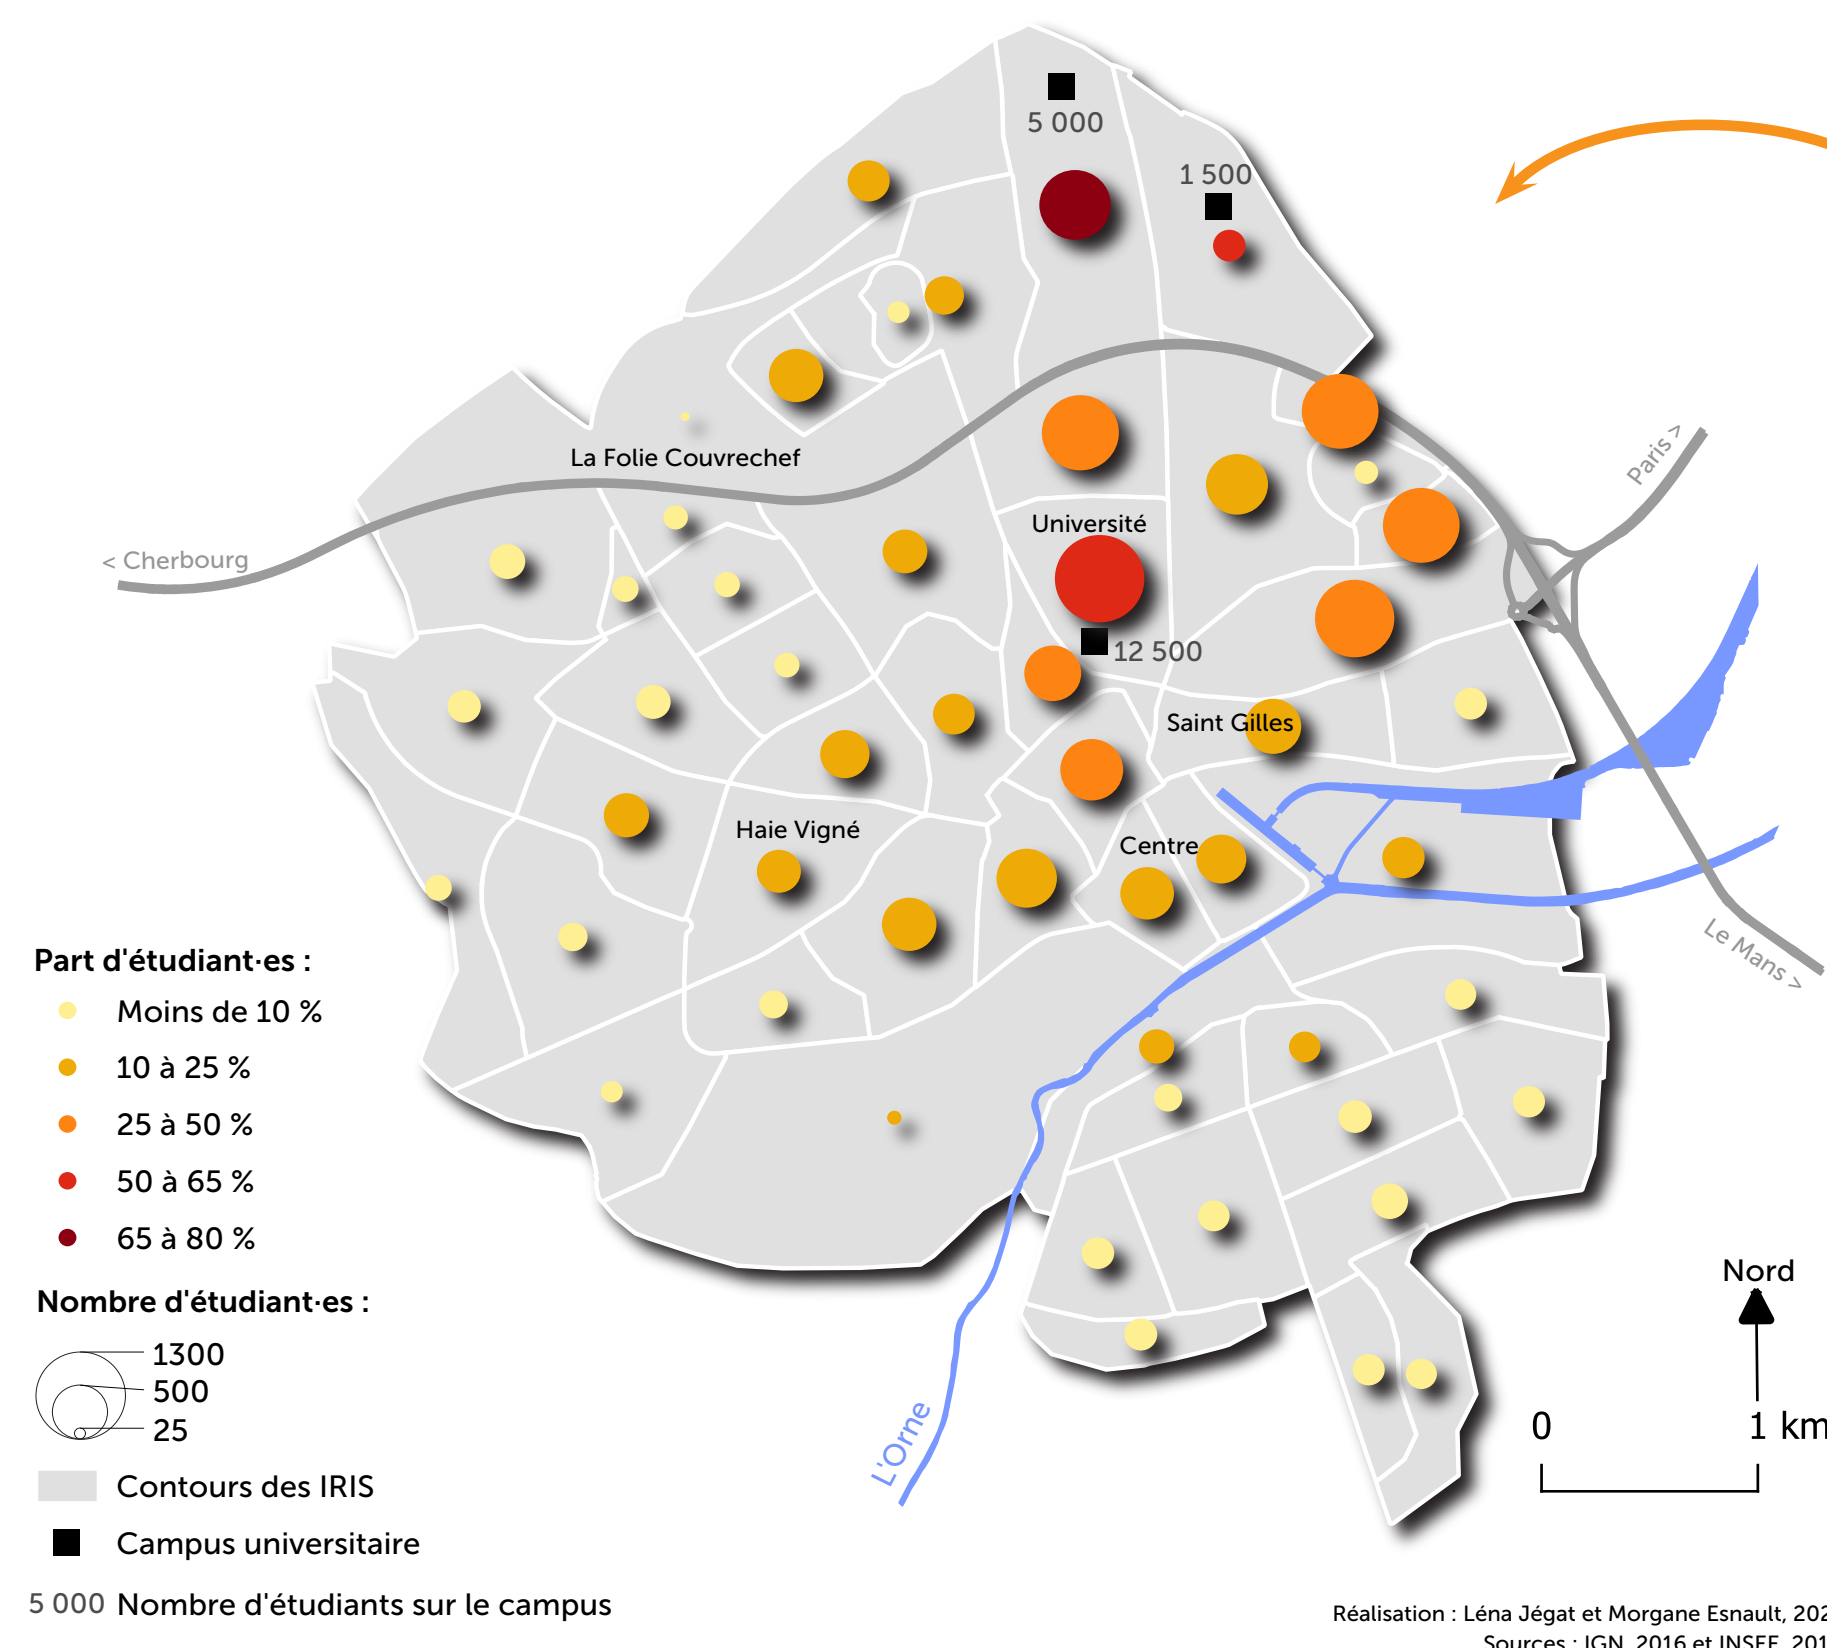 5 000
1 500
Paris >
La Folie Couvrechef
Université
< Cherbourg
12 500
Saint Gilles
Haie Vigné
Centre
Le Mans >
Part d'étudiant·es :
Moins de 10 %
10 à 25 %
25 à 50 %
50 à 65 %
65 à 80 %
Nombre d'étudiant·es :
1300
500
25
Contours des IRIS
Campus universitaire
5 000 Nombre d'étudiants sur le campus
L'Orne
Nord
0 1 km
Réalisation : Léna Jégat et Morgane Esnault, 202
Sources : IGN, 2016 et INSEE, 201